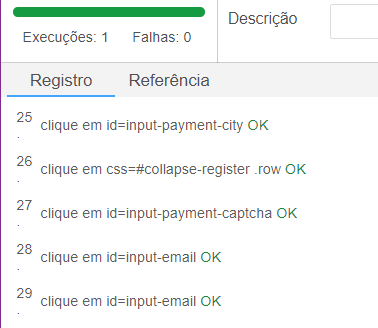 Execuções: 1 Falhas: 0 Descrição
Registro Referência
25. clique em id=input-payment-city OK
26. clique em css=#collapse-register .row OK
27. clique em id=input-payment-captcha OK
28. clique em id=input-email OK
29. clique em id=input-email OK